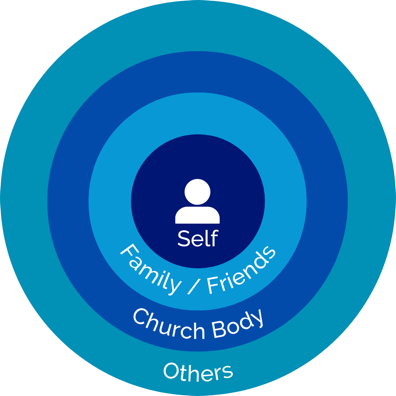 Self
Family / Friends
Church Body
Others